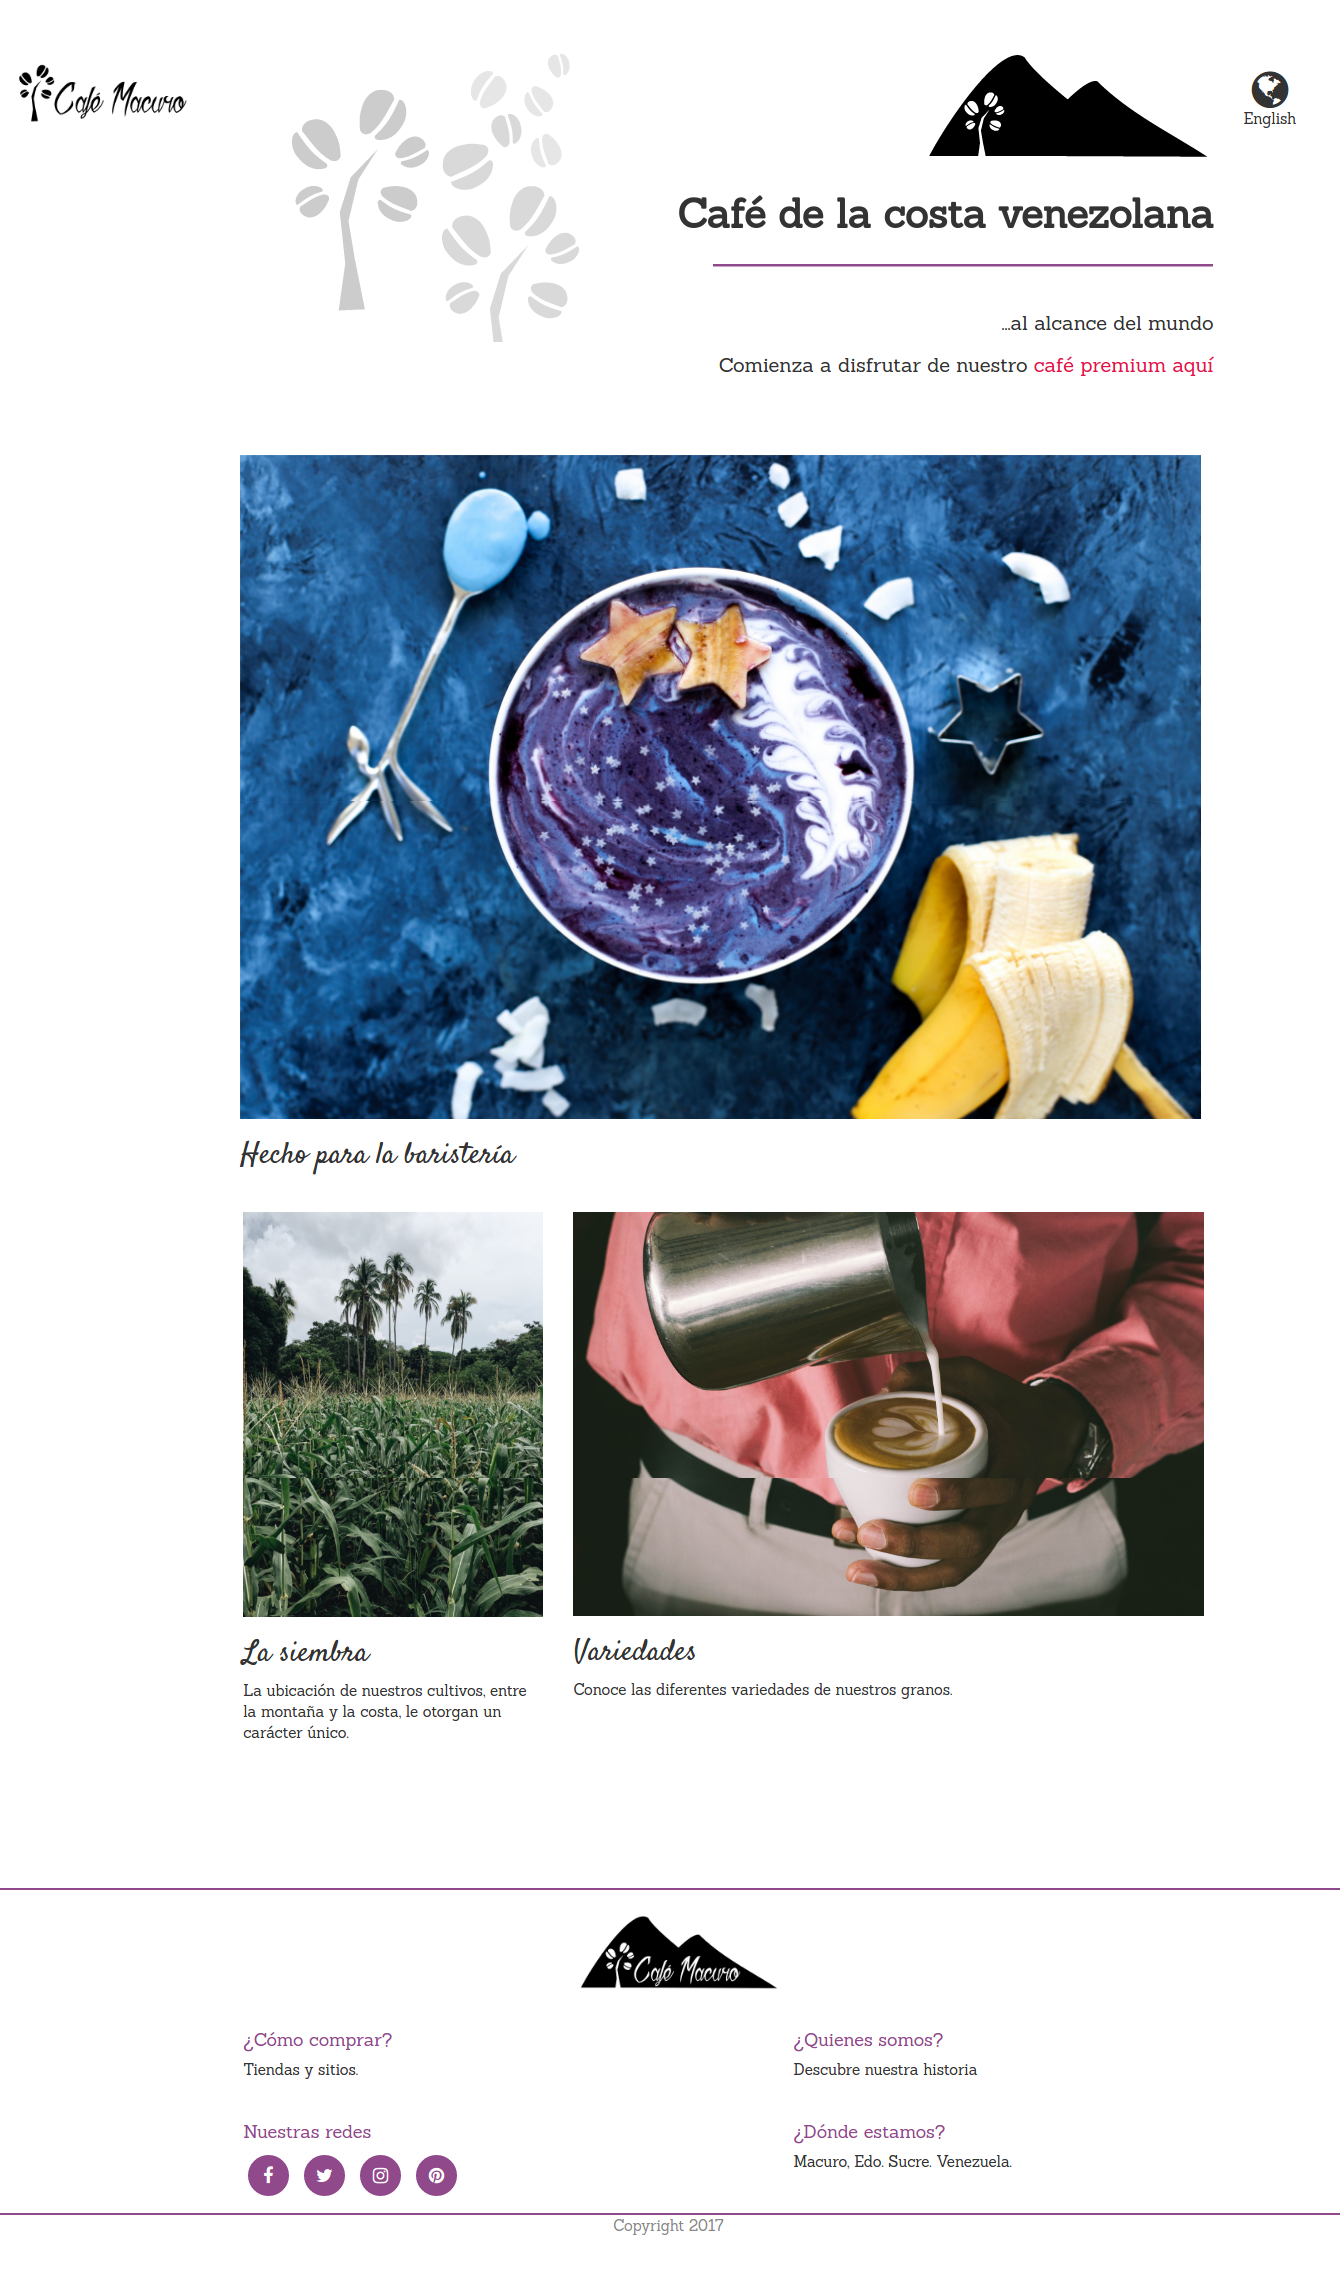 Café Macuro
English
Café de la costa venezolana
...al alcance del mundo
Comienza a disfrutar de nuestro café premium aquí
Hecho para la baristería
La siembra
La ubicación de nuestros cultivos, entre
la montaña y la costa, le otorgan un
carácter único.
Variedades
Conoce las diferentes variedades de nuestros granos.
Café Macuro
¿Cómo comprar?
Tiendas y sitios.
¿Quienes somos?
Descubre nuestra historia
Nuestras redes
¿Dónde estamos?
Macuro, Edo. Sucre. Venezuela.
Copyright 2017